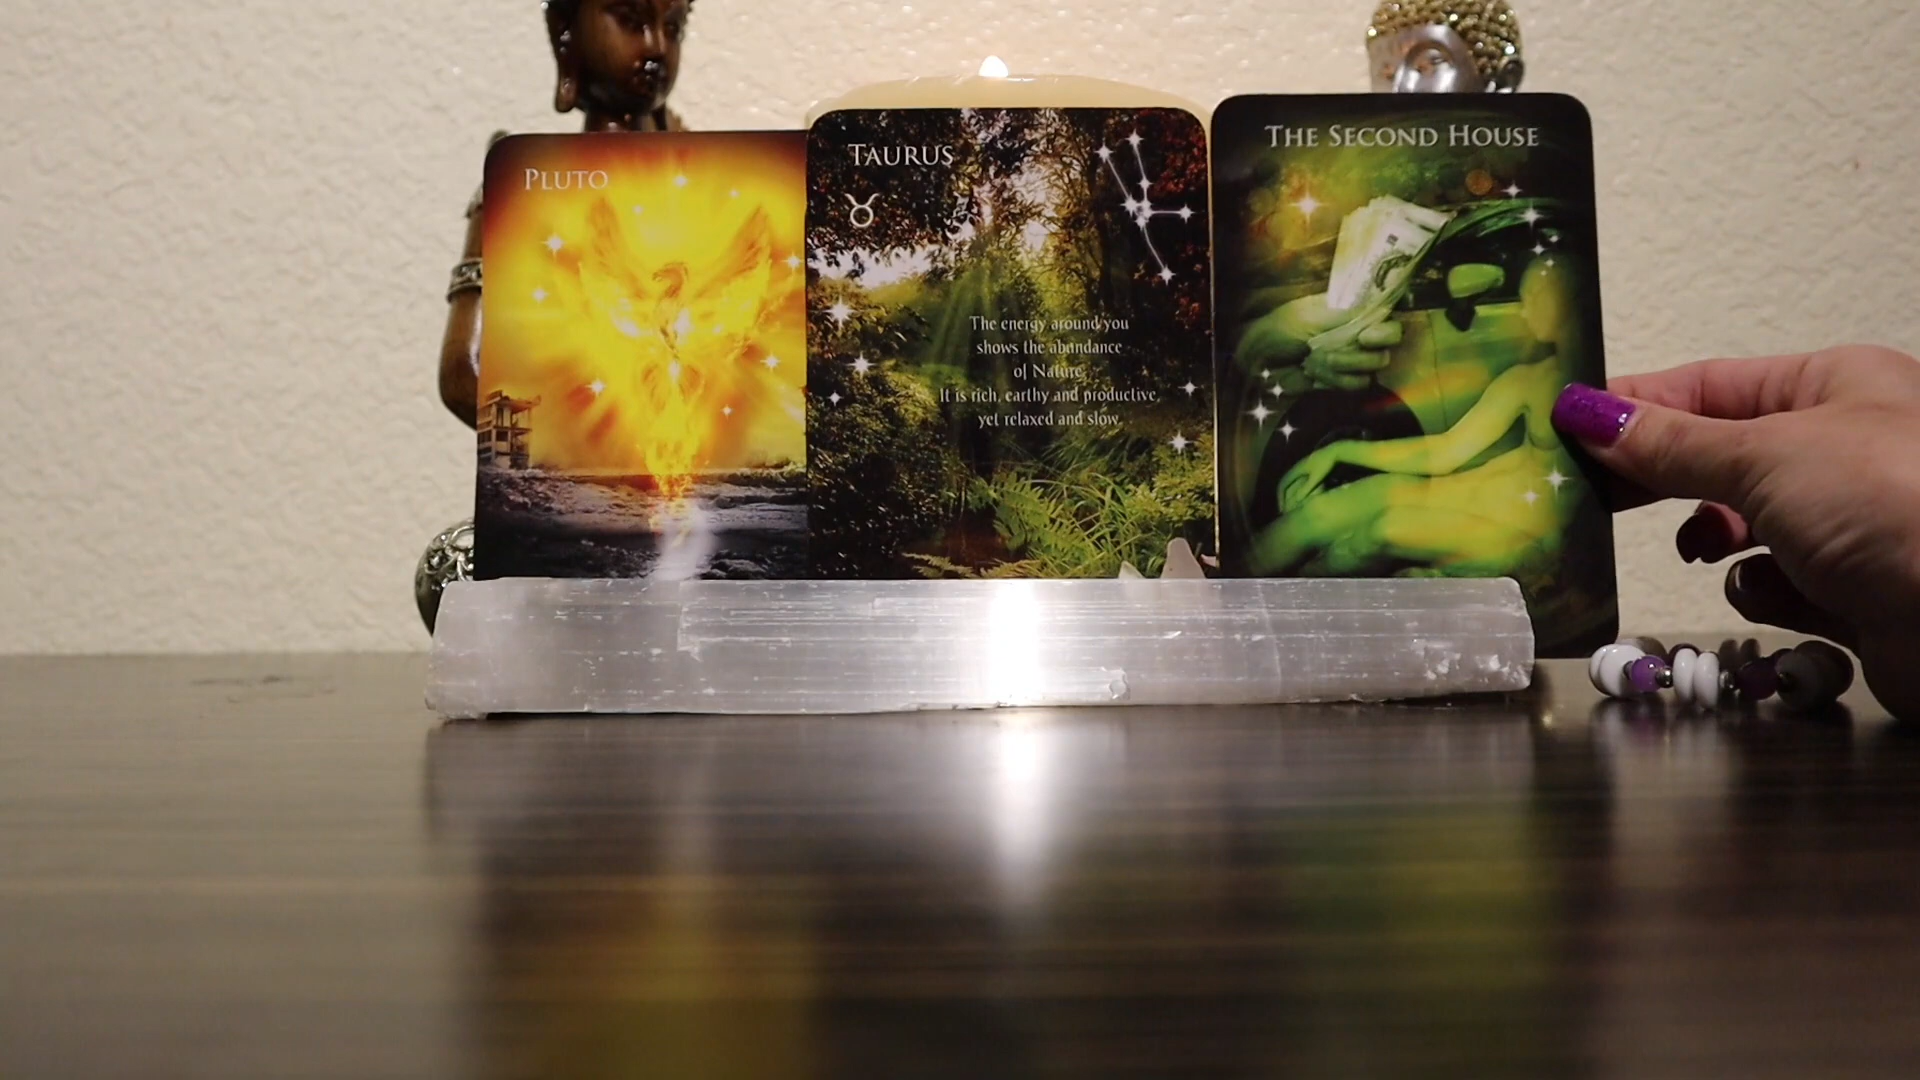 PLUTO
TAURUS
The energy around you
shows the abundance
of Nature.
It is rich, earthy and productive,
yet relaxed and slow.
THE SECOND HOUSE